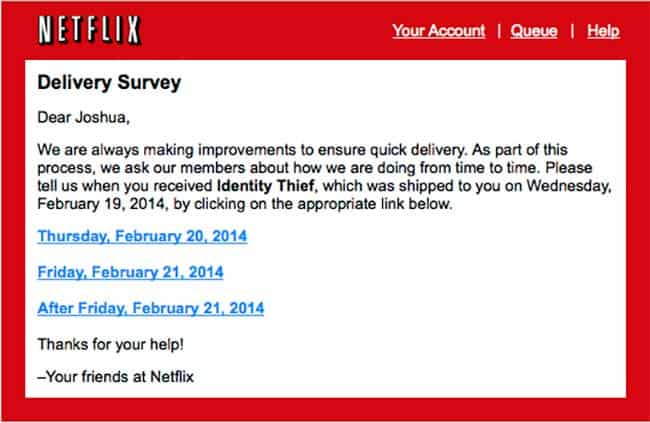 NETFLIX
Your Account | Queue | Help
Delivery Survey
Dear Joshua,
We are always making improvements to ensure quick delivery. As part of this
process, we ask our members about how we are doing from time to time. Please
tell us when you received Identity Thief, which was shipped to you on Wednesday,
February 19, 2014, by clicking on the appropriate link below.
Thursday, February 20, 2014
Friday, February 21, 2014
After Friday, February 21, 2014
Thanks for your help!
–Your friends at Netflix